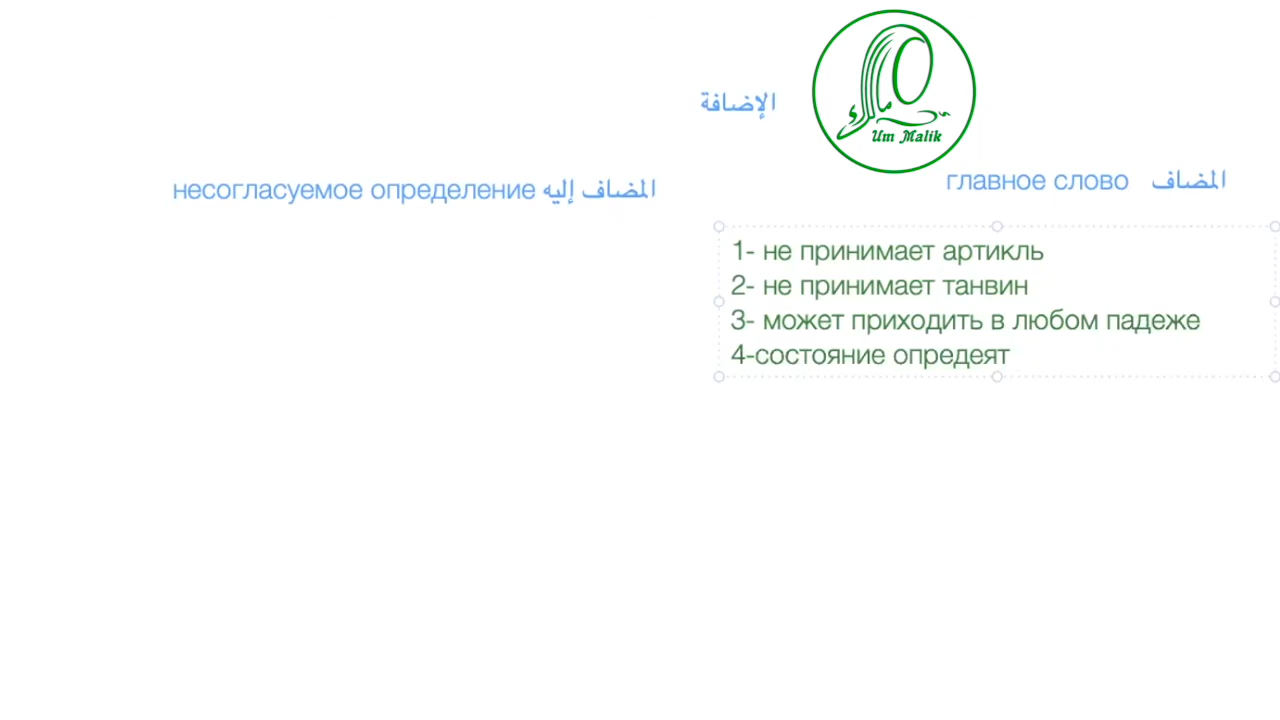 Um Malik
الإضافة
المضاف главное слово
المضاف إليه несогласуемое определение
1- не принимает артикль
2- не принимает танвин
3- может приходить в любом падеже
4-состояние опредеят